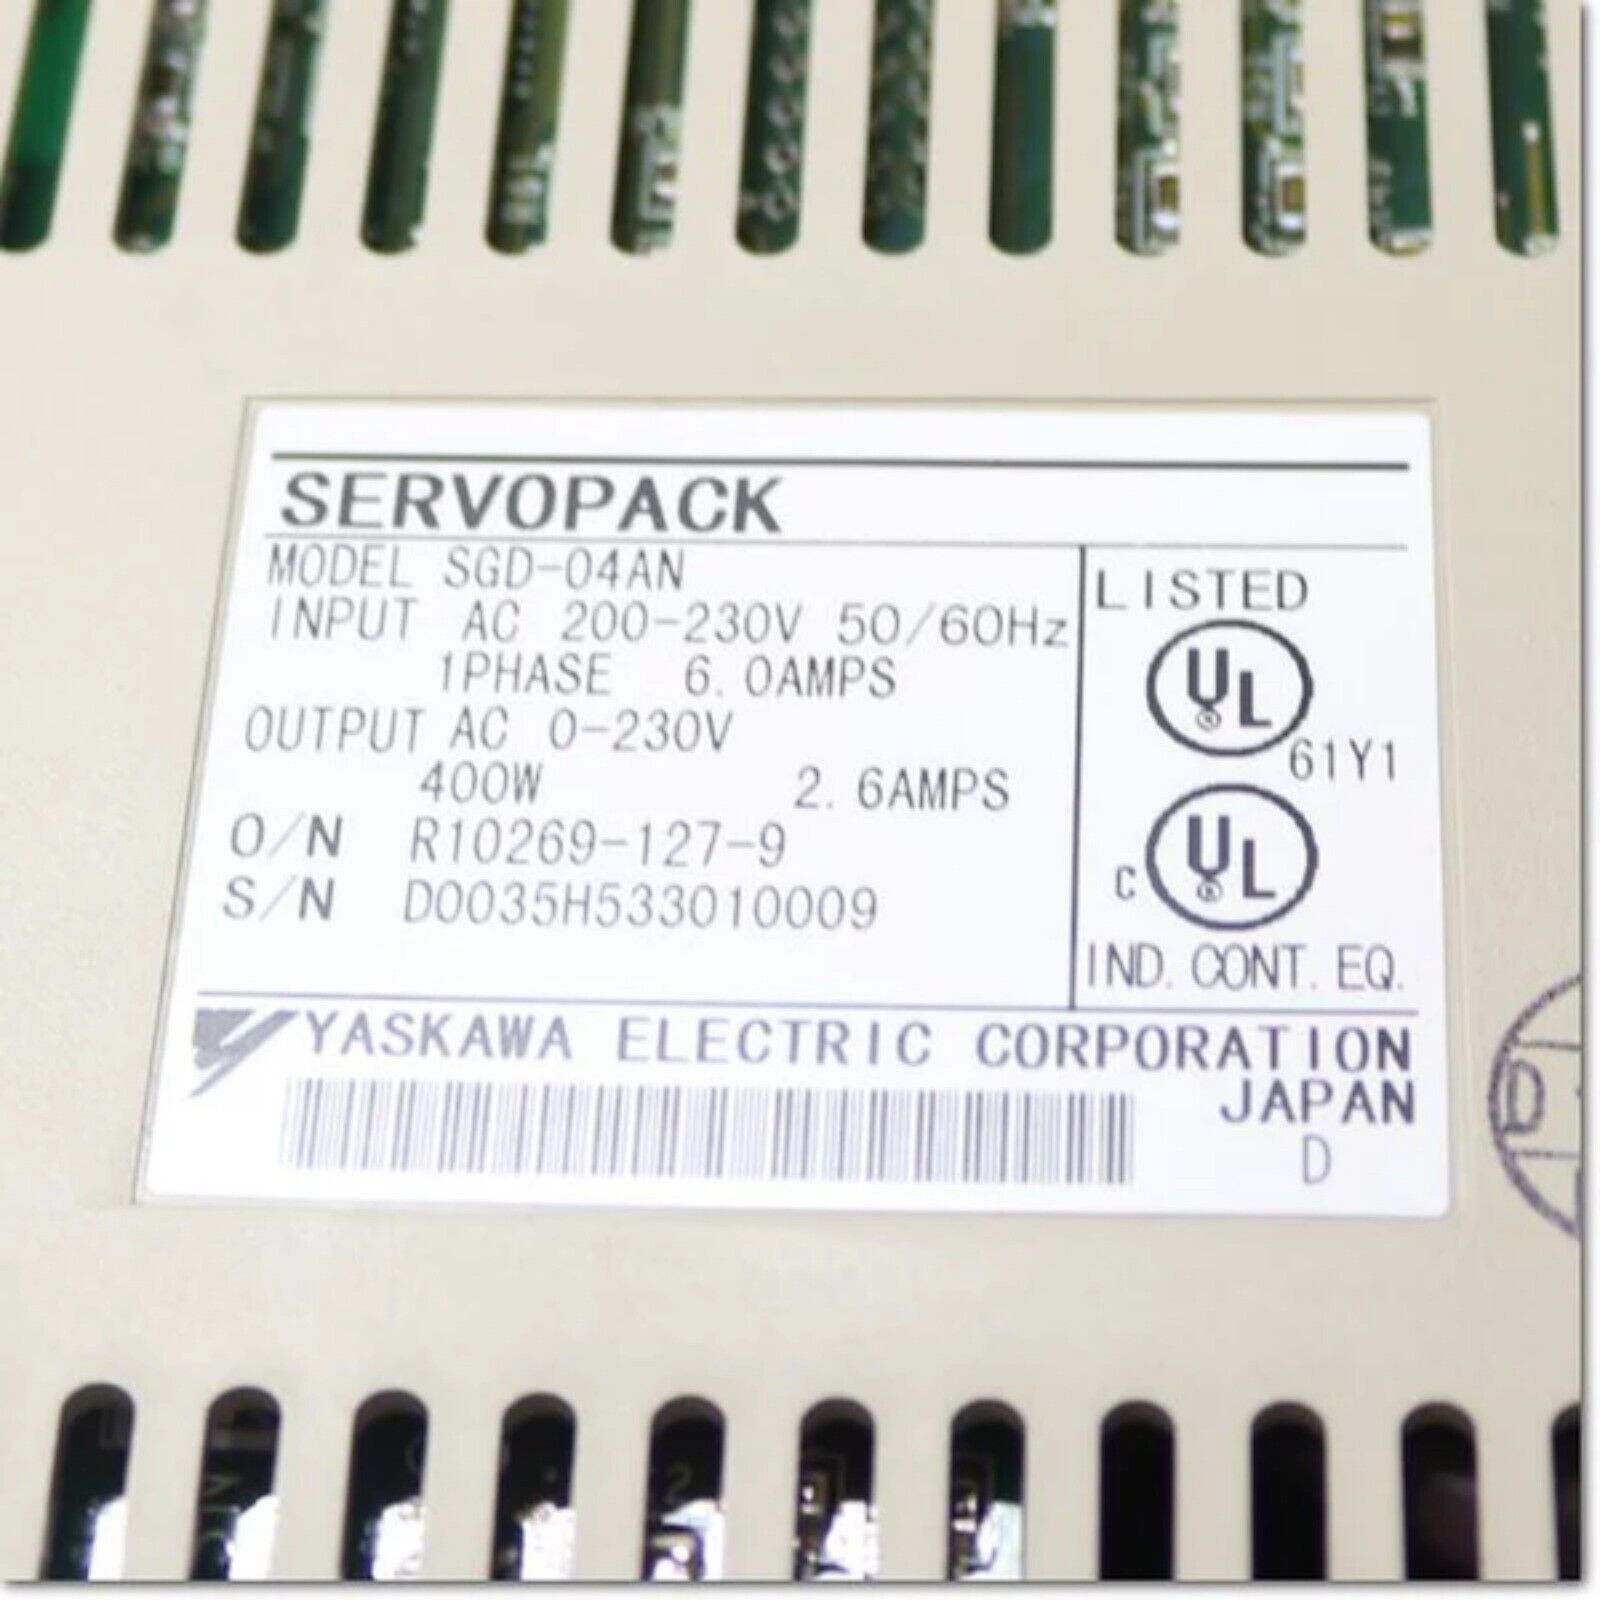 SERVOPACK
MODEL SGD-04AN
INPUT AC 200-230V 50/60Hz
1PHASE 6.0AMPS
OUTPUT AC 0-230V
400W 2.6AMPS
O/N R10269-127-9
S/N D0035H533010009
LISTED
UL
61Y1
C UL
IND. CONT. EQ.
YASKAWA ELECTRIC CORPORATION
JAPAN
D